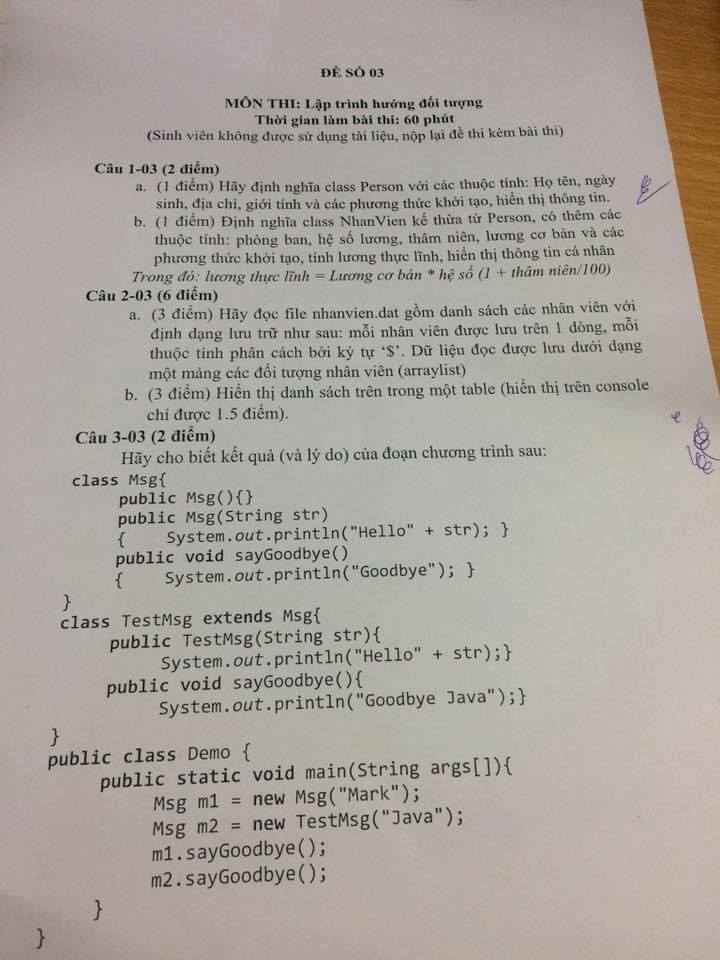 ĐỀ SỐ 03
MÔN THI: Lập trình hướng đối tượng
Thời gian làm bài thi: 60 phút
(Sinh viên không được sử dụng tài liệu, nộp lại đề thi kèm bài thi)
Câu 1-03 (2 điểm)
a. (1 điểm) Hãy định nghĩa class Person với các thuộc tính: Họ tên, ngày
sinh, địa chỉ, giới tính và các phương thức khởi tạo, hiển thị thông tin.
b. (1 điểm) Định nghĩa class NhanVien kế thừa từ Person, có thêm các
thuộc tính: phòng ban, hệ số lương, thâm niên, lương cơ bản và các
phương thức khởi tạo, tính lương thực lĩnh, hiển thị thông tin cá nhân
Trong đó: lương thực lĩnh = Lương cơ bản * hệ số (1 + thâm niên/100)
Câu 2-03 (6 điểm)
a. (3 điểm) Hãy đọc file nhanvien.dat gồm danh sách các nhân viên với
định dạng lưu trữ như sau: mỗi nhân viên được lưu trên 1 dòng, mỗi
thuộc tính phân cách bởi ký tự ‘$’. Dữ liệu đọc được lưu dưới dạng
một mảng các đối tượng nhân viên (arraylist)
b. (3 điểm) Hiển thị danh sách trên trong một table (hiển thị trên console
chỉ được 1.5 điểm).
Câu 3-03 (2 điểm)
Hãy cho biết kết quả (và lý do) của đoạn chương trình sau:
class Msg{
public Msg(){}
public Msg(String str)
{ System.out.println("Hello" + str); }
public void sayGoodbye()
{ System.out.println("Goodbye"); }
}
class TestMsg extends Msg{
public TestMsg(String str){
System.out.println("Hello" + str);}
public void sayGoodbye(){
System.out.println("Goodbye Java");}
}
public class Demo {
public static void main(String args[]){
Msg m1 = new Msg("Mark");
Msg m2 = new TestMsg("Java");
m1.sayGoodbye();
m2.sayGoodbye();
}
}